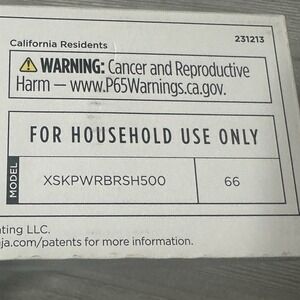 California Residents 231213
⚠ WARNING: Cancer and Reproductive
Harm — www.P65Warnings.ca.gov.
FOR HOUSEHOLD USE ONLY
MODEL XSKPWRBRSH500 66
ating LLC.
ja.com/patents for more information.